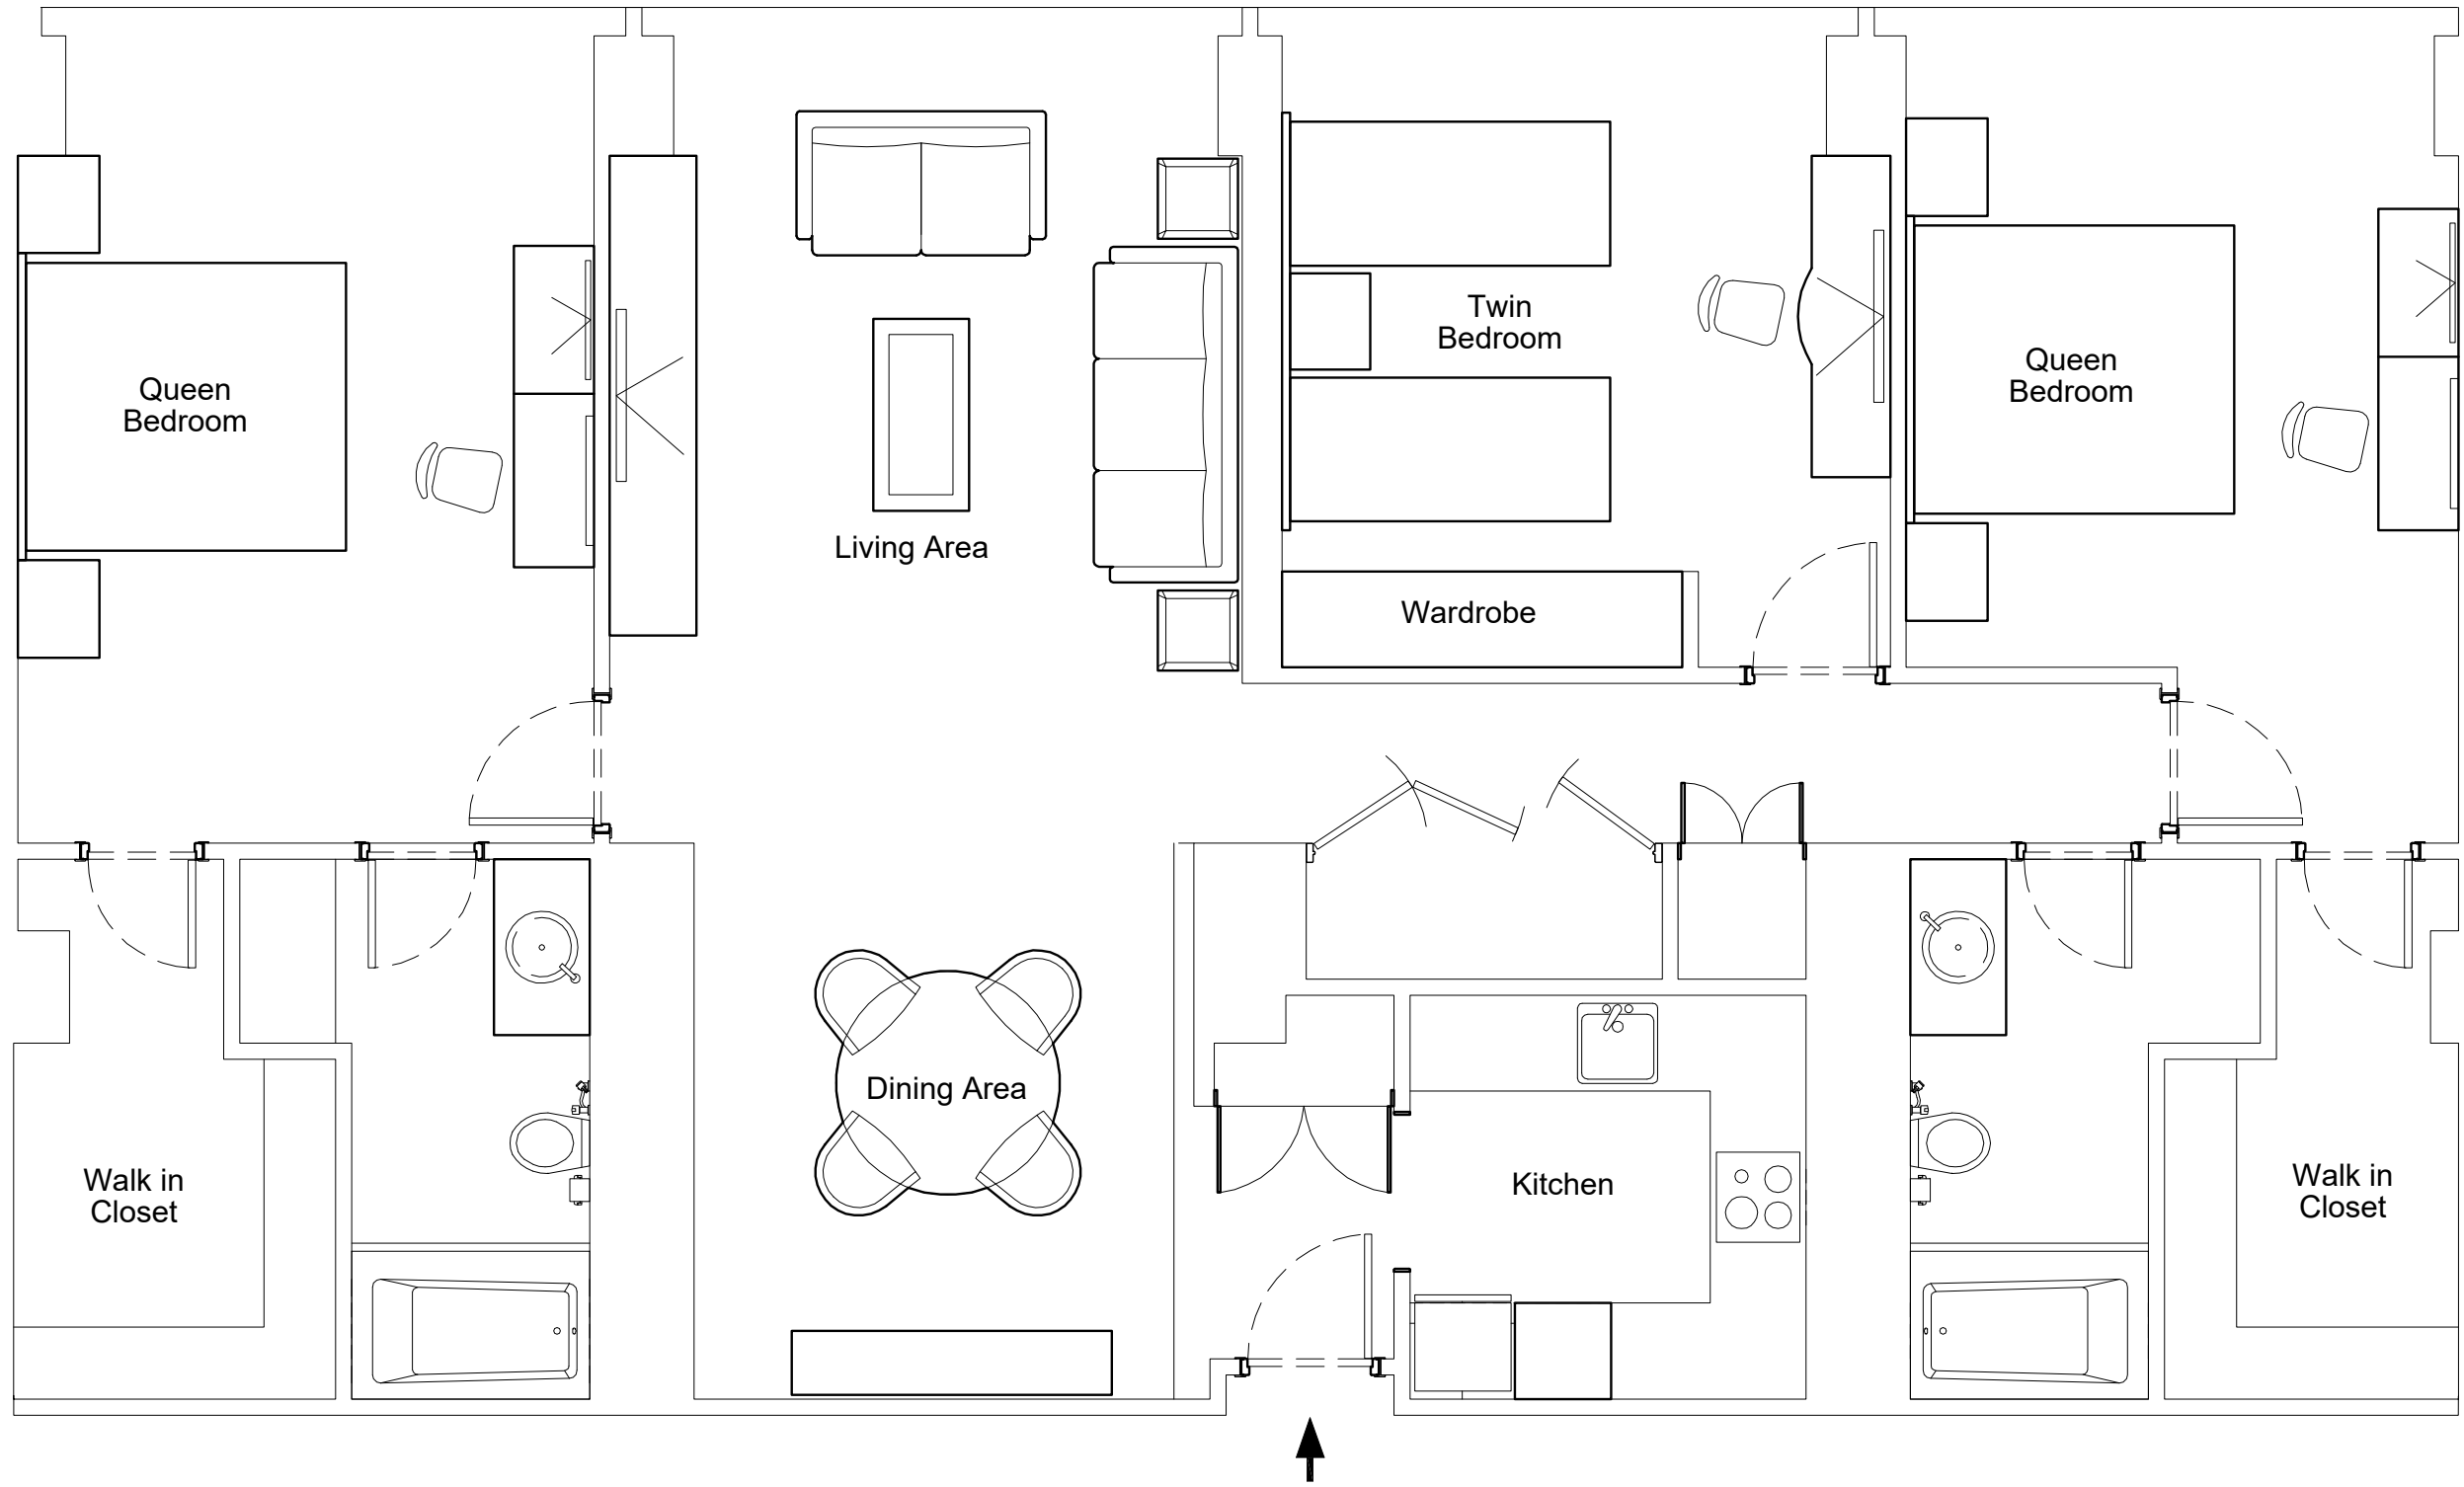 Queen
Bedroom
Living Area
Twin
Bedroom
Queen
Bedroom
Wardrobe
Dining Area
Walk in
Closet
Kitchen
Walk in
Closet